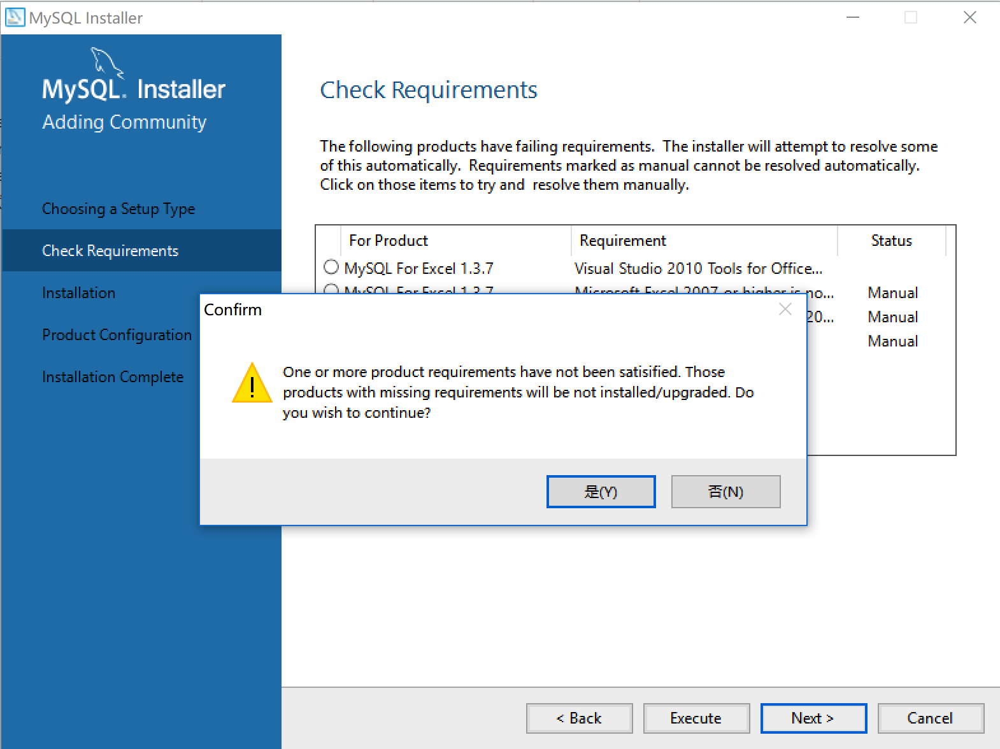 MySQL Installer
MySQL. Installer
Adding Community
Choosing a Setup Type
Check Requirements
Installation
Product Configuration
Installation Complete
Check Requirements
The following products have failing requirements.  The installer will attempt to resolve some
of this automatically.  Requirements marked as manual cannot be resolved automatically.
Click on those items to try and  resolve them manually.
For Product Requirement Status
MySQL For Excel 1.3.7 Visual Studio 2010 Tools for Office...
MySQL For Excel 1.3.7 Microsoft Excel 2007 or higher is no... Manual
20... Manual
Manual
Confirm
One or more product requirements have not been satisified. Those
products with missing requirements will be not installed/upgraded. Do
you wish to continue?
是(Y) 否(N)
< Back Execute Next > Cancel